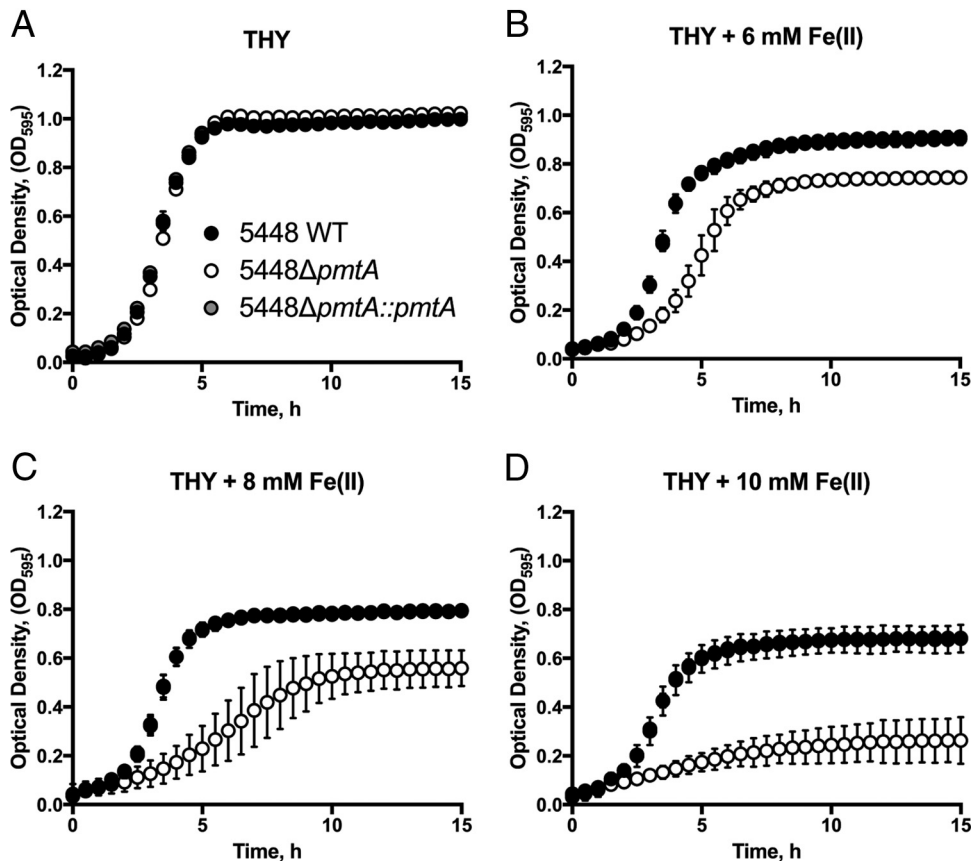 A
THY
1.2
1.0
0.8
0.6
0.4
0.2
0.0
Optical Density, (OD595)
5448 WT
5448ΔpmtA
5448ΔpmtA::pmtA
0 5 10 15
Time, h
B
THY + 6 mM Fe(II)
1.2
1.0
0.8
0.6
0.4
0.2
0.0
Optical Density, (OD595)
0 5 10 15
Time, h
C
THY + 8 mM Fe(II)
1.2
1.0
0.8
0.6
0.4
0.2
0.0
Optical Density, (OD595)
0 5 10 15
Time, h
D
THY + 10 mM Fe(II)
1.2
1.0
0.8
0.6
0.4
0.2
0.0
Optical Density, (OD595)
0 5 10 15
Time, h